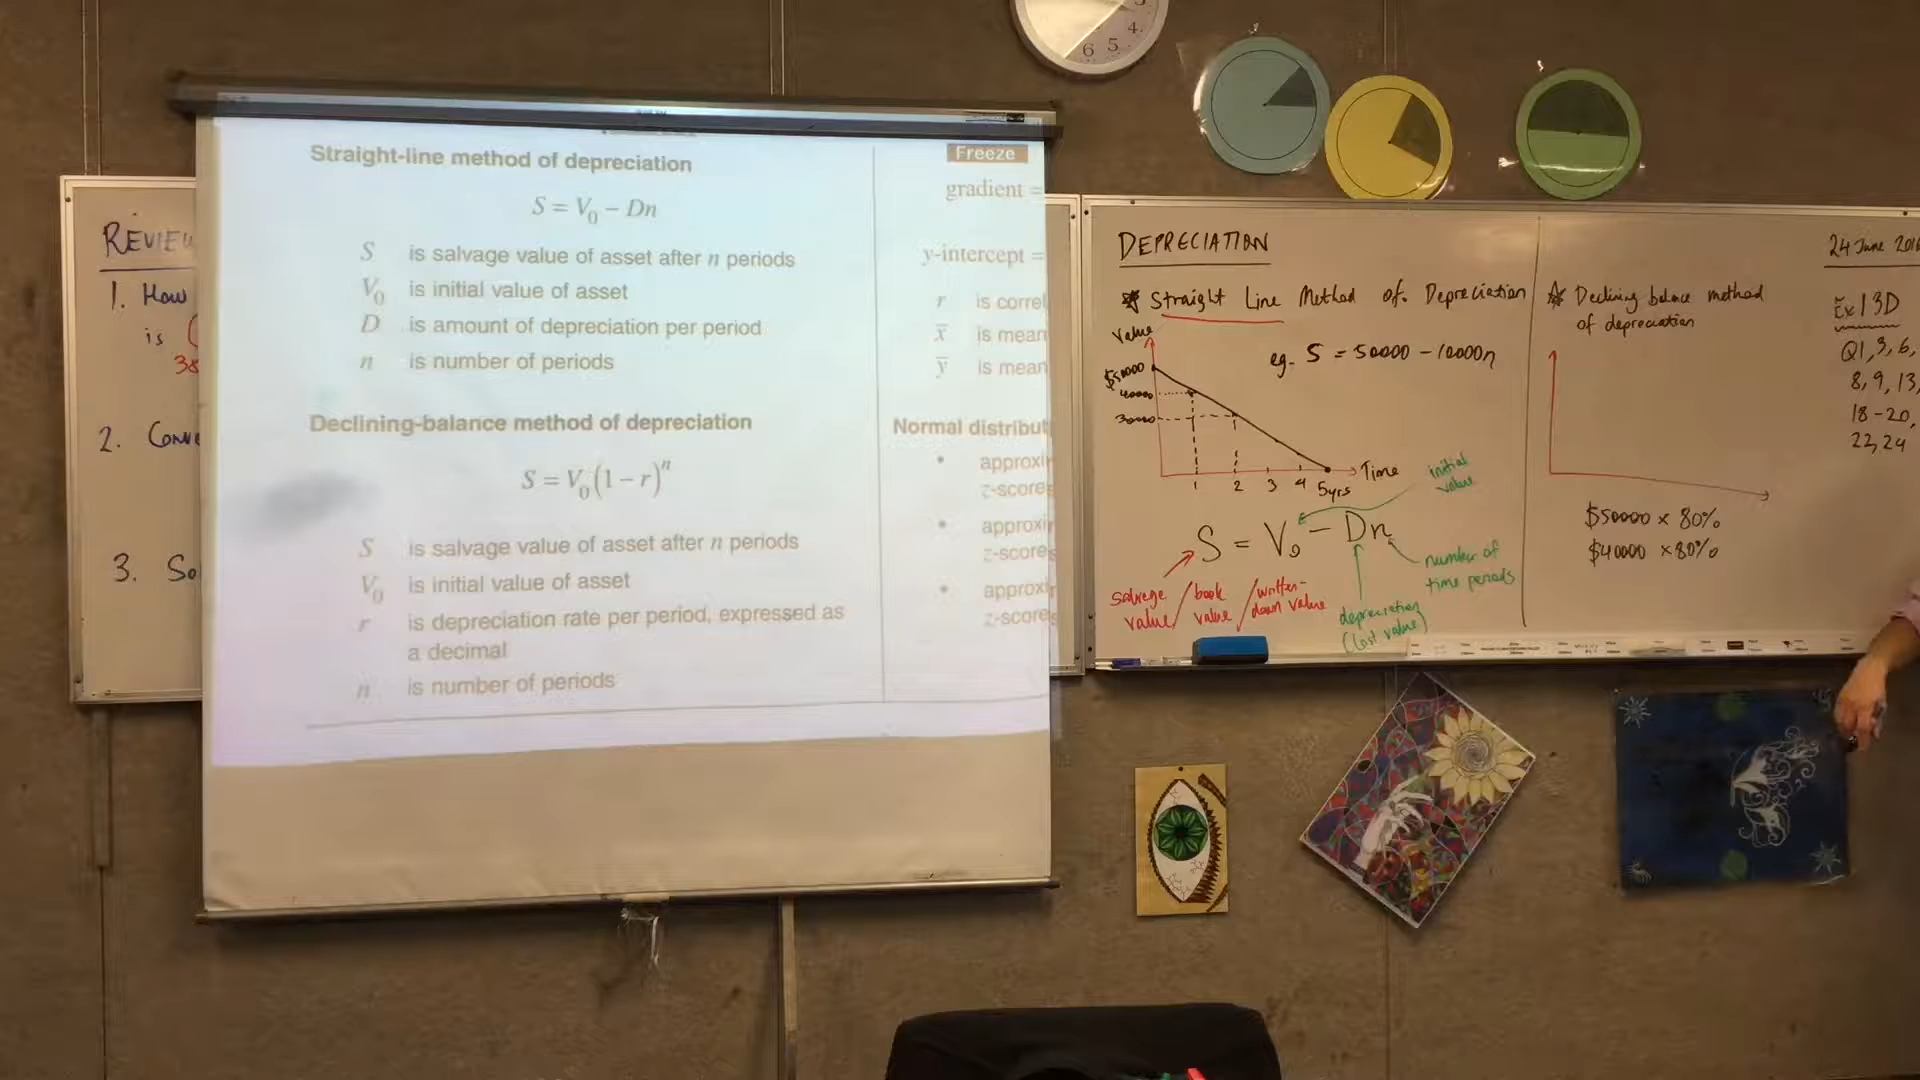 REVIEW
1. How
is
38
2. Conve
3. So
Straight-line method of depreciation
S = V₀ – Dn
S is salvage value of asset after n periods
V₀ is initial value of asset
D is amount of depreciation per period
n is number of periods
Declining-balance method of depreciation
S = V₀(1 – r)ⁿ
S is salvage value of asset after n periods
V₀ is initial value of asset
r is depreciation rate per period, expressed as
a decimal
n is number of periods
Freeze
gradient =
y-intercept =
r is correl
x̄ is mean
ȳ is mean
Normal distribut
• approxi
z-score
• approxi
z-score
• approxi
z-score
3
4
5
6
DEPRECIATION
Straight Line Method of Depreciation
Value
$50000
40000
30000
1 2 3 4 5yrs
Time
eg. S = 50000 – 10000n
S = V₀ – Dn
initial
value
number of
time periods
depreciation
(lost value)
salvage
value / book
value / written-
down value
Declining balance method
of depreciation
$50000 × 80%
$40000 × 80%
24 June 201
Ex 13D
Q1, 3, 6,
8, 9, 13,
18-20,
22, 24